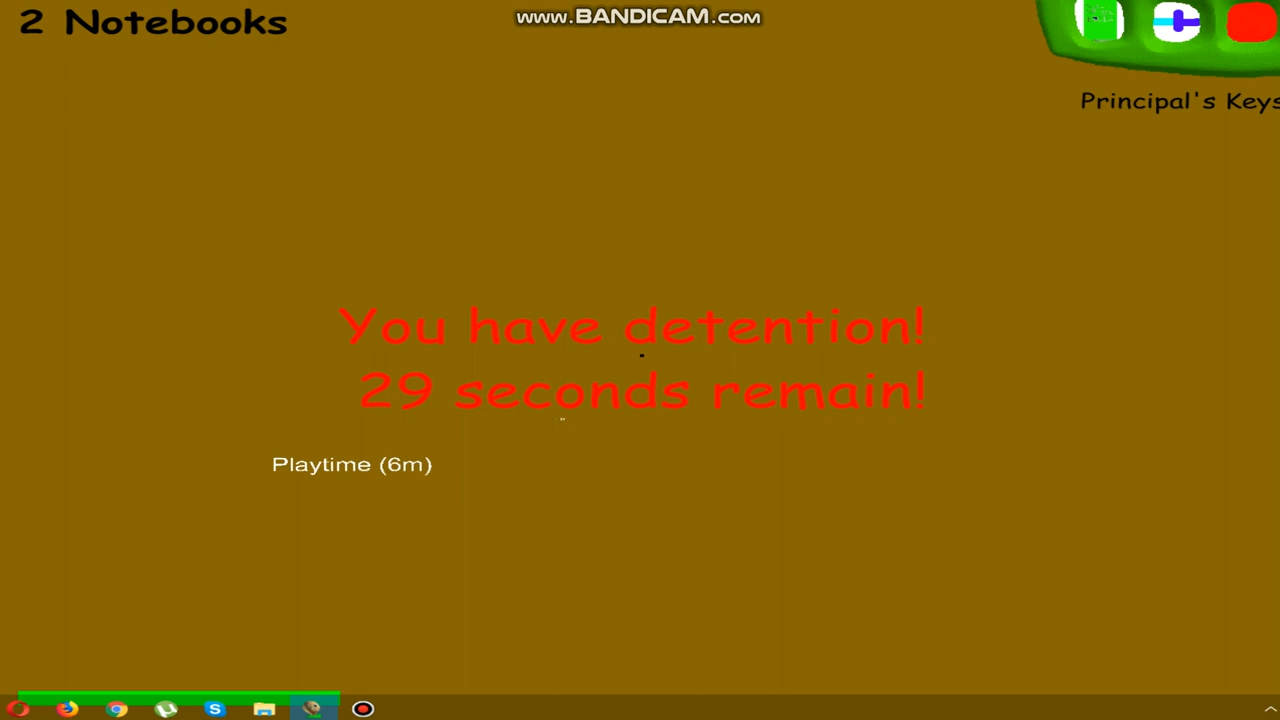 2 Notebooks
www.BANDICAM.com
Principal's Keys
You have detention!
29 seconds remain!
Playtime (6m)